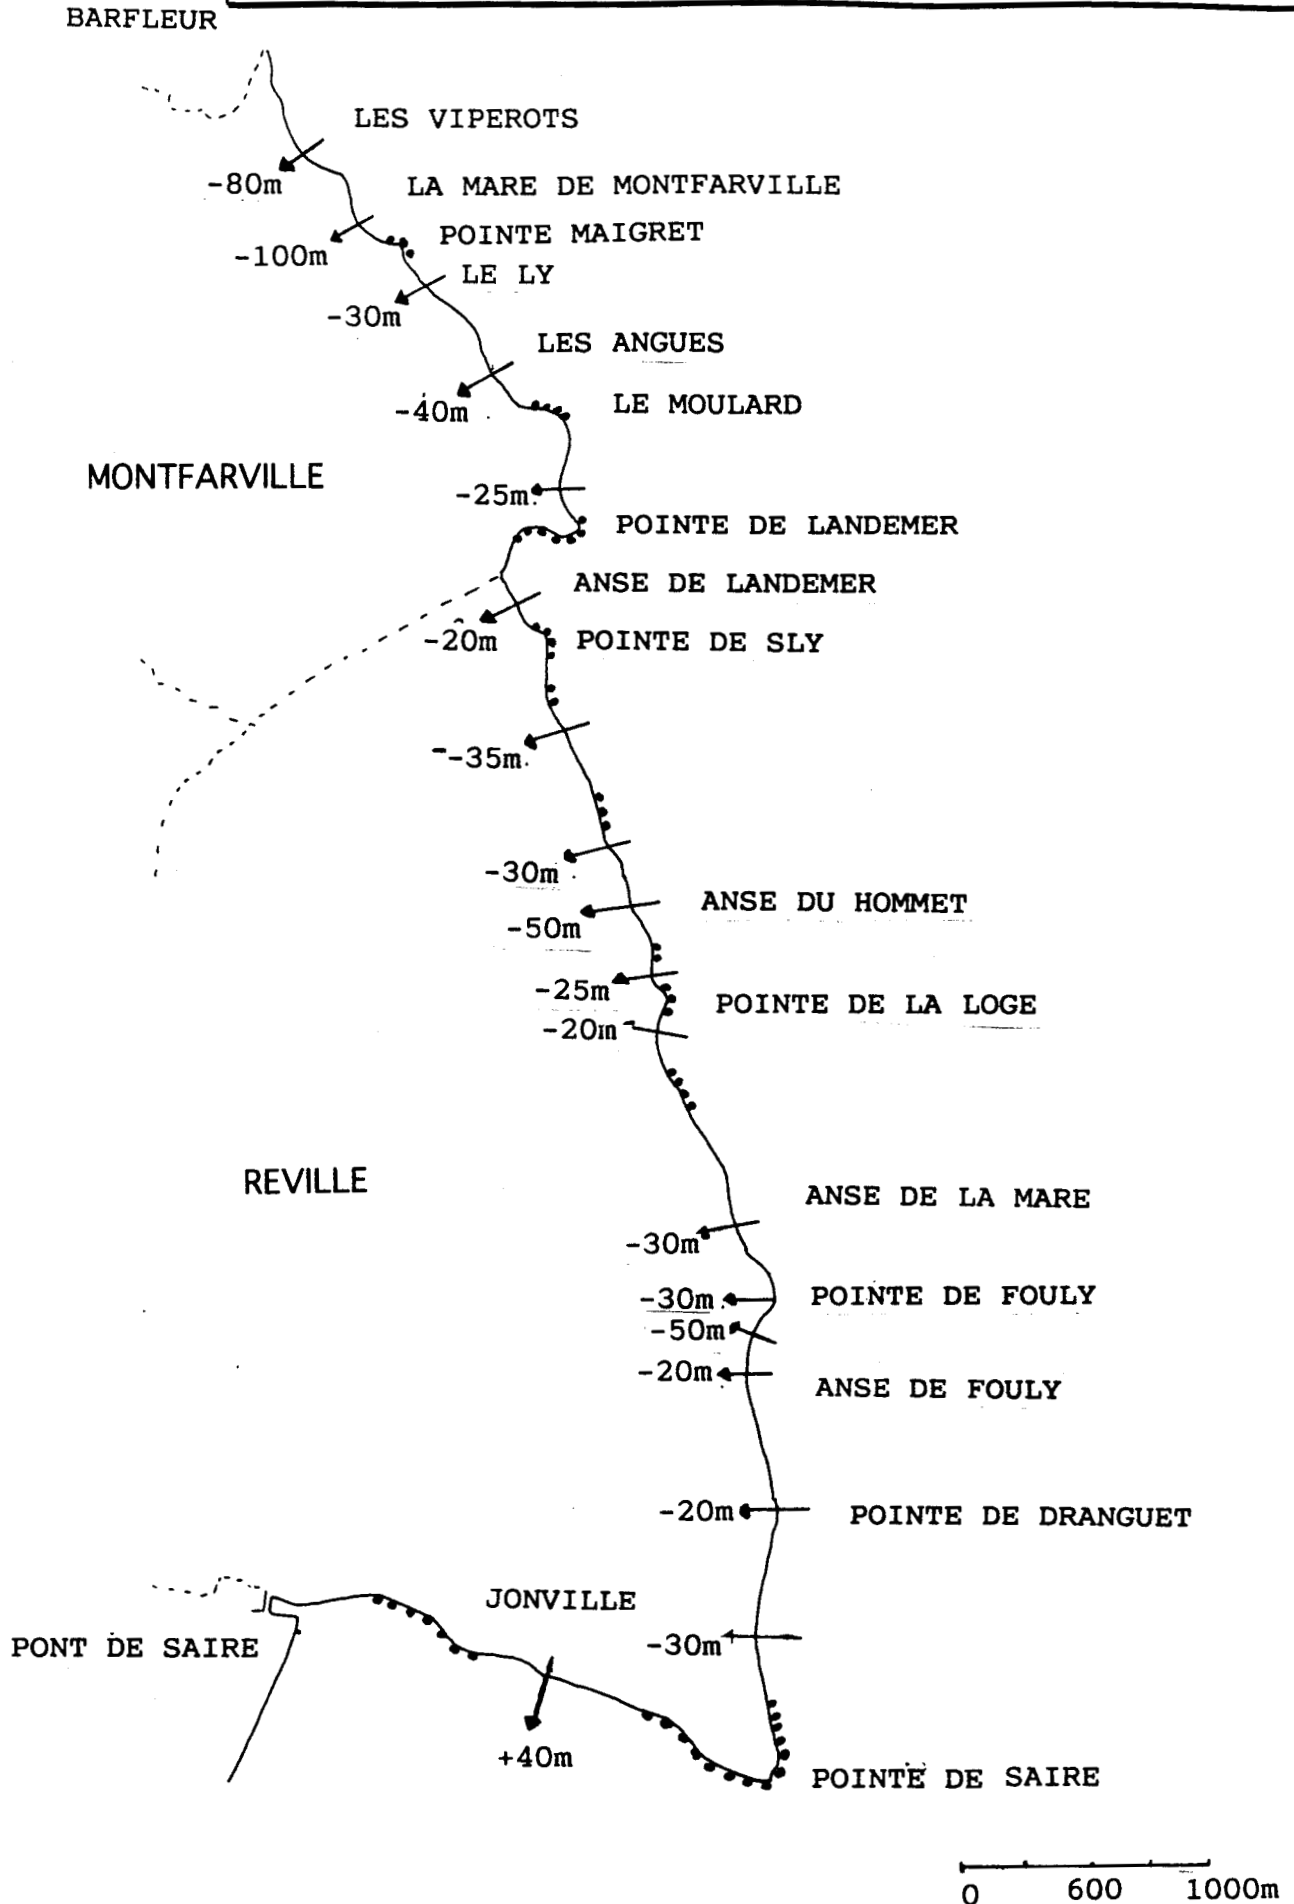 BARFLEUR
LES VIPEROTS
-80m
LA MARE DE MONTFARVILLE
POINTE MAIGRET
-100m
LE LY
-30m
LES ANGUES
-40m
LE MOULARD
MONTFARVILLE
-25m
POINTE DE LANDEMER
ANSE DE LANDEMER
-20m
POINTE DE SLY
-35m
-30m
ANSE DU HOMMET
-50m
-25m
POINTE DE LA LOGE
-20m
REVILLE
ANSE DE LA MARE
-30m
-30m
POINTE DE FOULY
-50m
-20m
ANSE DE FOULY
-20m
POINTE DE DRANGUET
JONVILLE
-30m
PONT DE SAIRE
+40m
POINTE DE SAIRE
0 600 1000m